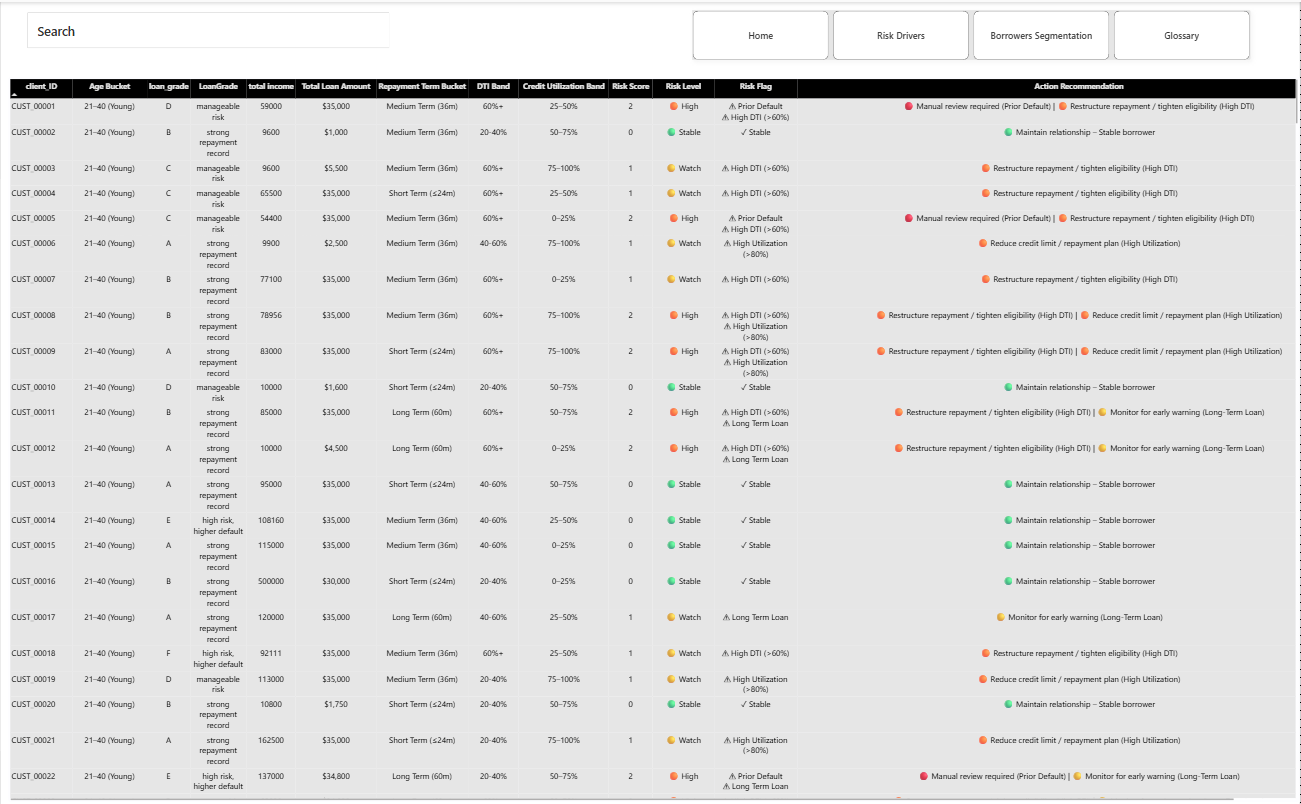 Search
Home
Risk Drivers
Borrowers Segmentation
Glossary
client_ID Age Bucket loan_grade LoanGrade total income Total Loan Amount Repayment Term Bucket DTI Band Credit Utilization Band Risk Score Risk Level Risk Flag Action Recommendation
CUST_00001 21–40 (Young) D manageable 59000 $35,000 Medium Term (36m) 60%+ 25–50% 2 High ⚠ Prior Default Manual review required (Prior Default) | Restructure repayment / tighten eligibility (High DTI)
risk ⚠ High DTI (>60%)
CUST_00002 21–40 (Young) B strong 9600 $1,000 Medium Term (36m) 20-40% 50–75% 0 Stable ✓ Stable Maintain relationship – Stable borrower
repayment
record
CUST_00003 21–40 (Young) C manageable 9600 $5,500 Medium Term (36m) 60%+ 75–100% 1 Watch ⚠ High DTI (>60%) Restructure repayment / tighten eligibility (High DTI)
risk
CUST_00004 21–40 (Young) C manageable 65500 $35,000 Short Term (≤24m) 60%+ 25–50% 1 Watch ⚠ High DTI (>60%) Restructure repayment / tighten eligibility (High DTI)
risk
CUST_00005 21–40 (Young) C manageable 54400 $35,000 Medium Term (36m) 60%+ 0–25% 2 High ⚠ Prior Default Manual review required (Prior Default) | Restructure repayment / tighten eligibility (High DTI)
risk ⚠ High DTI (>60%)
CUST_00006 21–40 (Young) A strong 9900 $2,500 Medium Term (36m) 40-60% 75–100% 1 Watch ⚠ High Utilization Reduce credit limit / repayment plan (High Utilization)
repayment (>80%)
record
CUST_00007 21–40 (Young) B strong 77100 $35,000 Medium Term (36m) 60%+ 0–25% 1 Watch ⚠ High DTI (>60%) Restructure repayment / tighten eligibility (High DTI)
repayment
record
CUST_00008 21–40 (Young) B strong 78956 $35,000 Medium Term (36m) 60%+ 75–100% 2 High ⚠ High DTI (>60%) Restructure repayment / tighten eligibility (High DTI) | Reduce credit limit / repayment plan (High Utilization)
repayment ⚠ High Utilization
record (>80%)
CUST_00009 21–40 (Young) A strong 83000 $35,000 Short Term (≤24m) 60%+ 75–100% 2 High ⚠ High DTI (>60%) Restructure repayment / tighten eligibility (High DTI) | Reduce credit limit / repayment plan (High Utilization)
repayment ⚠ High Utilization
record (>80%)
CUST_00010 21–40 (Young) D manageable 10000 $1,600 Short Term (≤24m) 20-40% 50–75% 0 Stable ✓ Stable Maintain relationship – Stable borrower
risk
CUST_00011 21–40 (Young) B strong 85000 $35,000 Long Term (60m) 60%+ 50–75% 2 High ⚠ High DTI (>60%) Restructure repayment / tighten eligibility (High DTI) | Monitor for early warning (Long-Term Loan)
repayment ⚠ Long Term Loan
record
CUST_00012 21–40 (Young) A strong 10000 $4,500 Long Term (60m) 60%+ 0–25% 2 High ⚠ High DTI (>60%) Restructure repayment / tighten eligibility (High DTI) | Monitor for early warning (Long-Term Loan)
repayment ⚠ Long Term Loan
record
CUST_00013 21–40 (Young) A strong 95000 $35,000 Short Term (≤24m) 40-60% 50–75% 0 Stable ✓ Stable Maintain relationship – Stable borrower
repayment
record
CUST_00014 21–40 (Young) E high risk, 108160 $35,000 Medium Term (36m) 40-60% 25–50% 0 Stable ✓ Stable Maintain relationship – Stable borrower
higher default
CUST_00015 21–40 (Young) A strong 115000 $35,000 Medium Term (36m) 40-60% 0–25% 0 Stable ✓ Stable Maintain relationship – Stable borrower
repayment
record
CUST_00016 21–40 (Young) B strong 500000 $30,000 Short Term (≤24m) 20-40% 0–25% 0 Stable ✓ Stable Maintain relationship – Stable borrower
repayment
record
CUST_00017 21–40 (Young) A strong 120000 $35,000 Long Term (60m) 40-60% 25–50% 1 Watch ⚠ Long Term Loan Monitor for early warning (Long-Term Loan)
repayment
record
CUST_00018 21–40 (Young) F high risk, 92111 $35,000 Medium Term (36m) 60%+ 25–50% 1 Watch ⚠ High DTI (>60%) Restructure repayment / tighten eligibility (High DTI)
higher default
CUST_00019 21–40 (Young) D manageable 113000 $35,000 Medium Term (36m) 20-40% 75–100% 1 Watch ⚠ High Utilization Reduce credit limit / repayment plan (High Utilization)
risk (>80%)
CUST_00020 21–40 (Young) B strong 10800 $1,750 Short Term (≤24m) 20-40% 50–75% 0 Stable ✓ Stable Maintain relationship – Stable borrower
repayment
record
CUST_00021 21–40 (Young) A strong 162500 $35,000 Short Term (≤24m) 20-40% 75–100% 1 Watch ⚠ High Utilization Reduce credit limit / repayment plan (High Utilization)
repayment (>80%)
record
CUST_00022 21–40 (Young) E high risk, 137000 $34,800 Long Term (60m) 20-40% 50–75% 2 High ⚠ Prior Default Manual review required (Prior Default) | Monitor for early warning (Long-Term Loan)
higher default ⚠ Long Term Loan